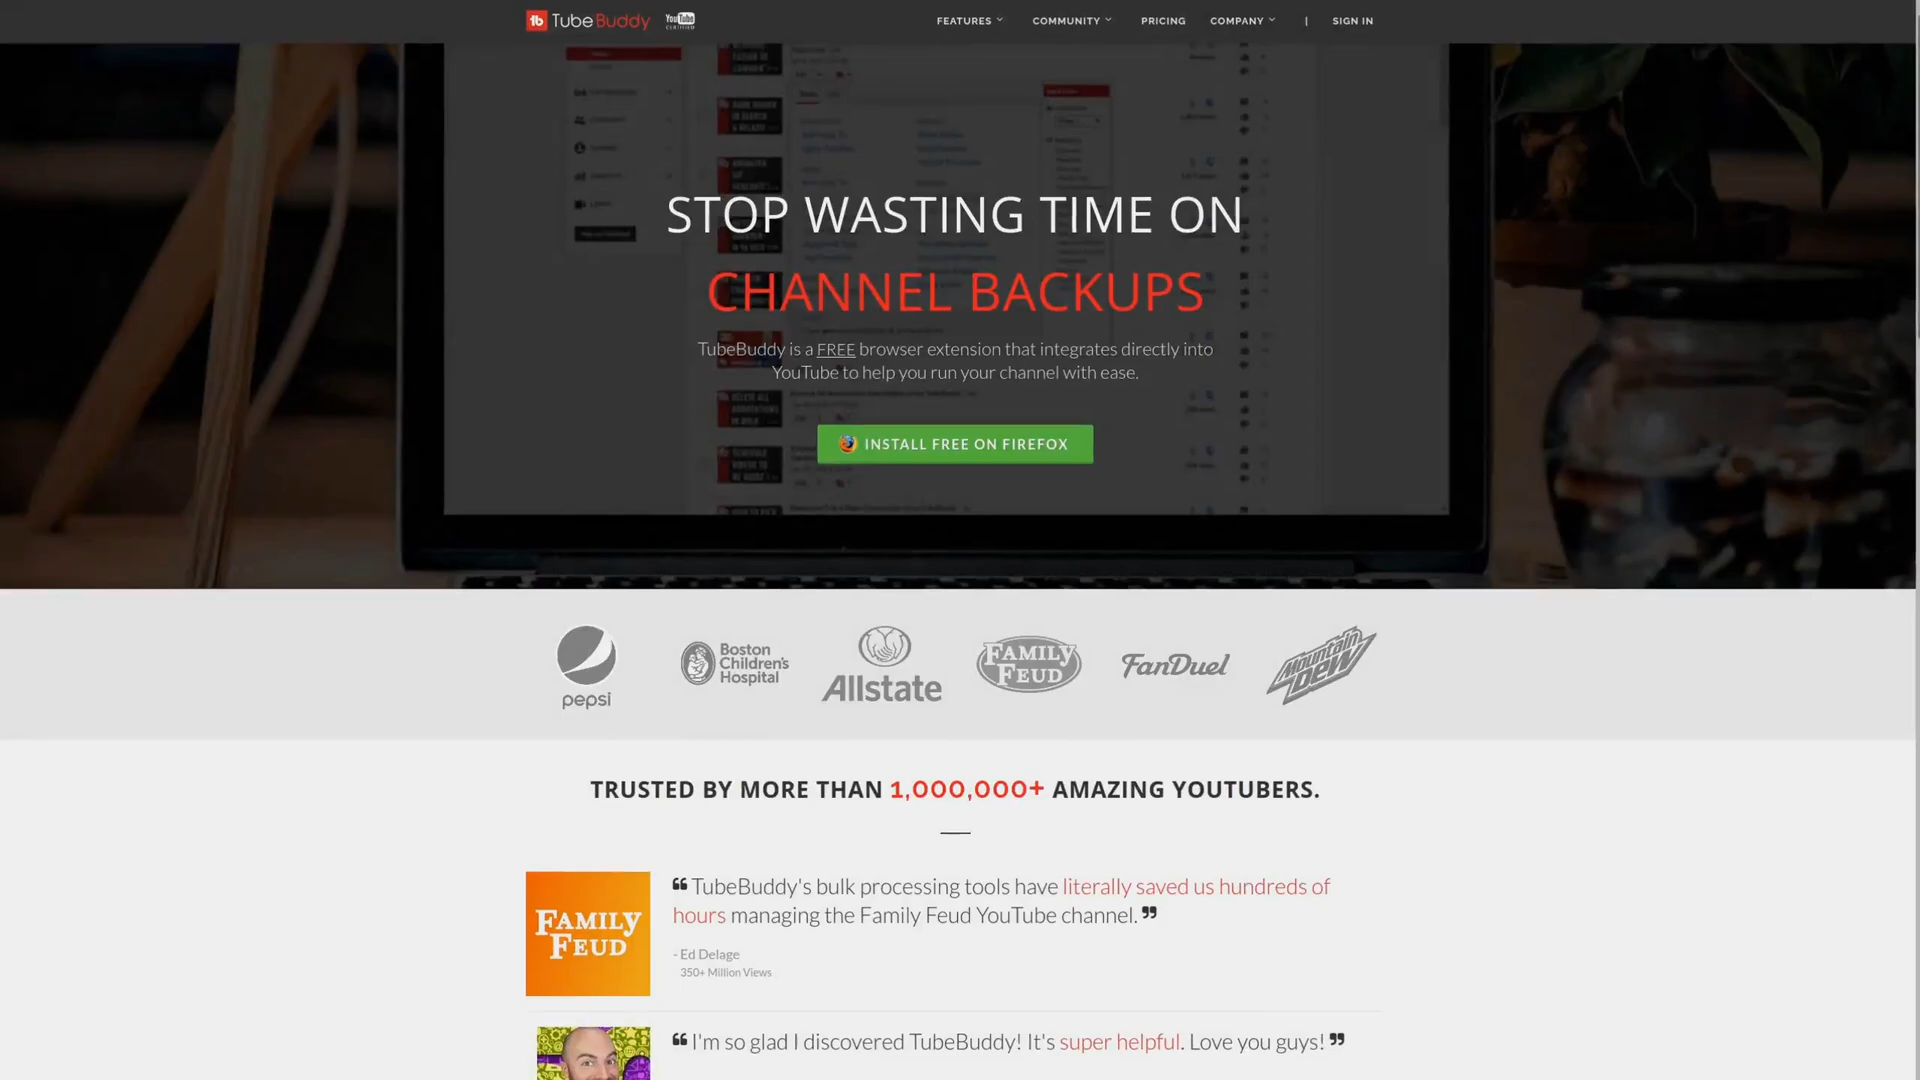 TubeBuddy
YouTube
CERTIFIED
FEATURES
COMMUNITY
PRICING
COMPANY
|
SIGN IN
STOP WASTING TIME ON
CHANNEL BACKUPS
TubeBuddy is a FREE browser extension that integrates directly into
YouTube to help you run your channel with ease.
INSTALL FREE ON FIREFOX
pepsi
Boston
Children's
Hospital
Allstate
FAMILY
FEUD
FanDuel
Mountain
DEW
TRUSTED BY MORE THAN 1,000,000+ AMAZING YOUTUBERS.
FAMILY
FEUD
❝ TubeBuddy's bulk processing tools have literally saved us hundreds of
hours managing the Family Feud YouTube channel. ❞
- Ed Delage
350+ Million Views
❝ I'm so glad I discovered TubeBuddy! It's super helpful. Love you guys! ❞